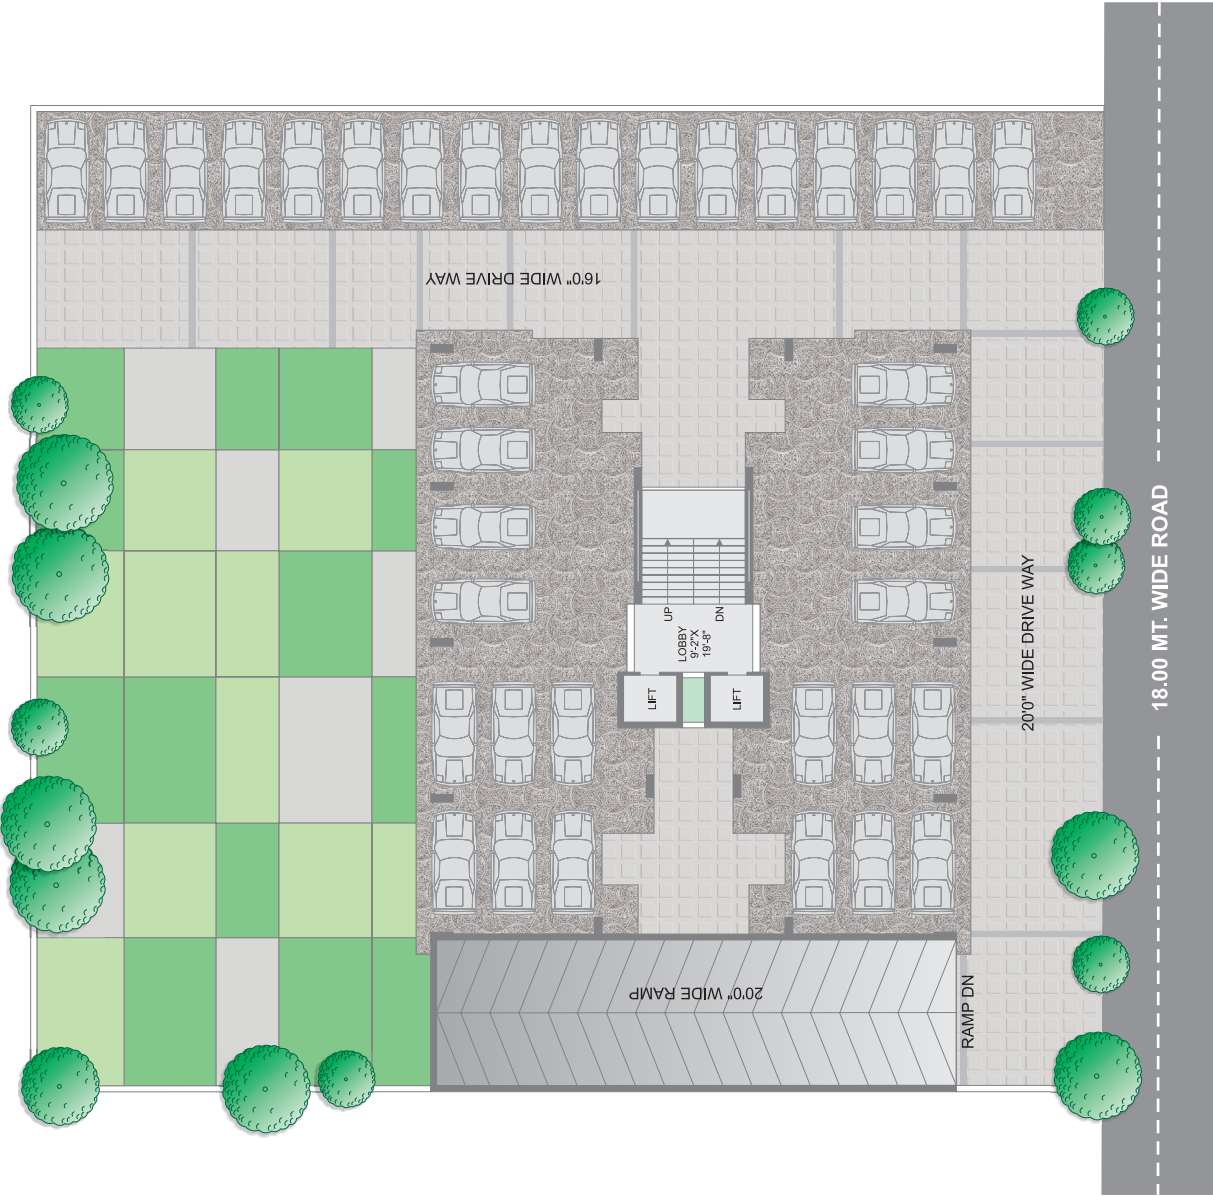 16'0" WIDE DRIVE WAY
UP
DN
LOBBY
9'-2"X
19'-8"
LIFT
LIFT
20'0" WIDE DRIVE WAY
18.00 MT. WIDE ROAD
20'0" WIDE RAMP
RAMP DN